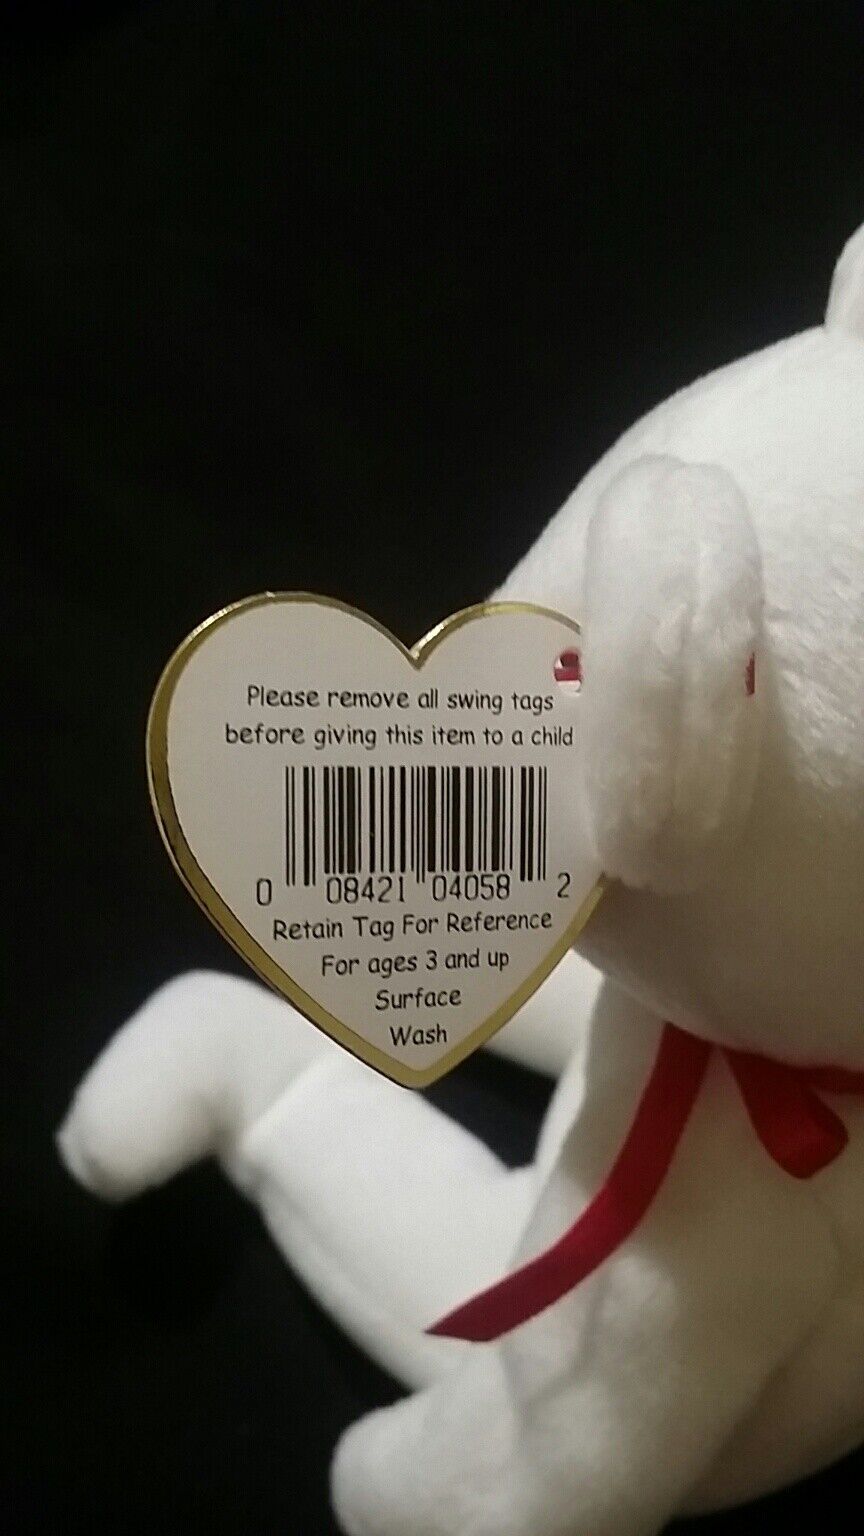 Please remove all swing tags
before giving this item to a child
0 08421 04058 2
Retain Tag For Reference
For ages 3 and up
Surface
Wash